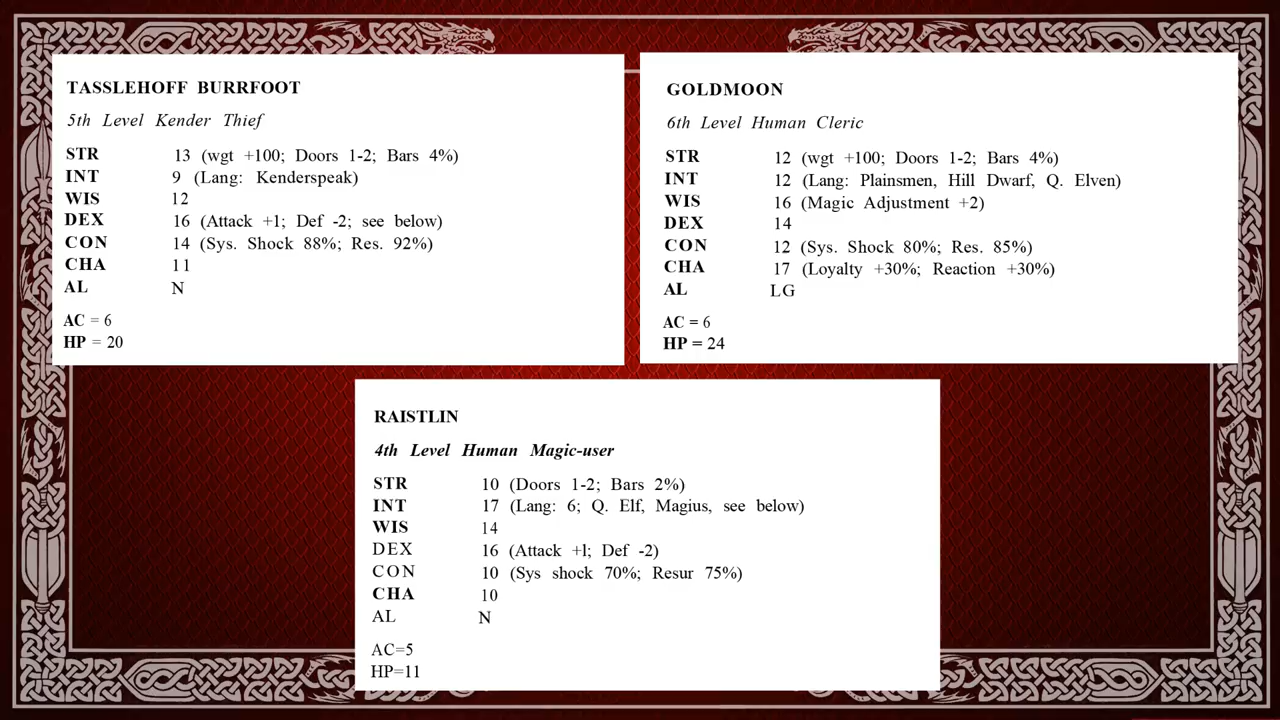 TASSLEHOFF BURRFOOT
5th Level Kender Thief
STR 13 (wgt +100; Doors 1-2; Bars 4%)
INT 9 (Lang: Kenderspeak)
WIS 12
DEX 16 (Attack +1; Def -2; see below)
CON 14 (Sys. Shock 88%; Res. 92%)
CHA 11
AL N
AC = 6
HP = 20
GOLDMOON
6th Level Human Cleric
STR 12 (wgt +100; Doors 1-2; Bars 4%)
INT 12 (Lang: Plainsmen, Hill Dwarf, Q. Elven)
WIS 16 (Magic Adjustment +2)
DEX 14
CON 12 (Sys. Shock 80%; Res. 85%)
CHA 17 (Loyalty +30%; Reaction +30%)
AL LG
AC = 6
HP = 24
RAISTLIN
4th Level Human Magic-user
STR 10 (Doors 1-2; Bars 2%)
INT 17 (Lang: 6; Q. Elf, Magius, see below)
WIS 14
DEX 16 (Attack +l; Def -2)
CON 10 (Sys shock 70%; Resur 75%)
CHA 10
AL N
AC=5
HP=11